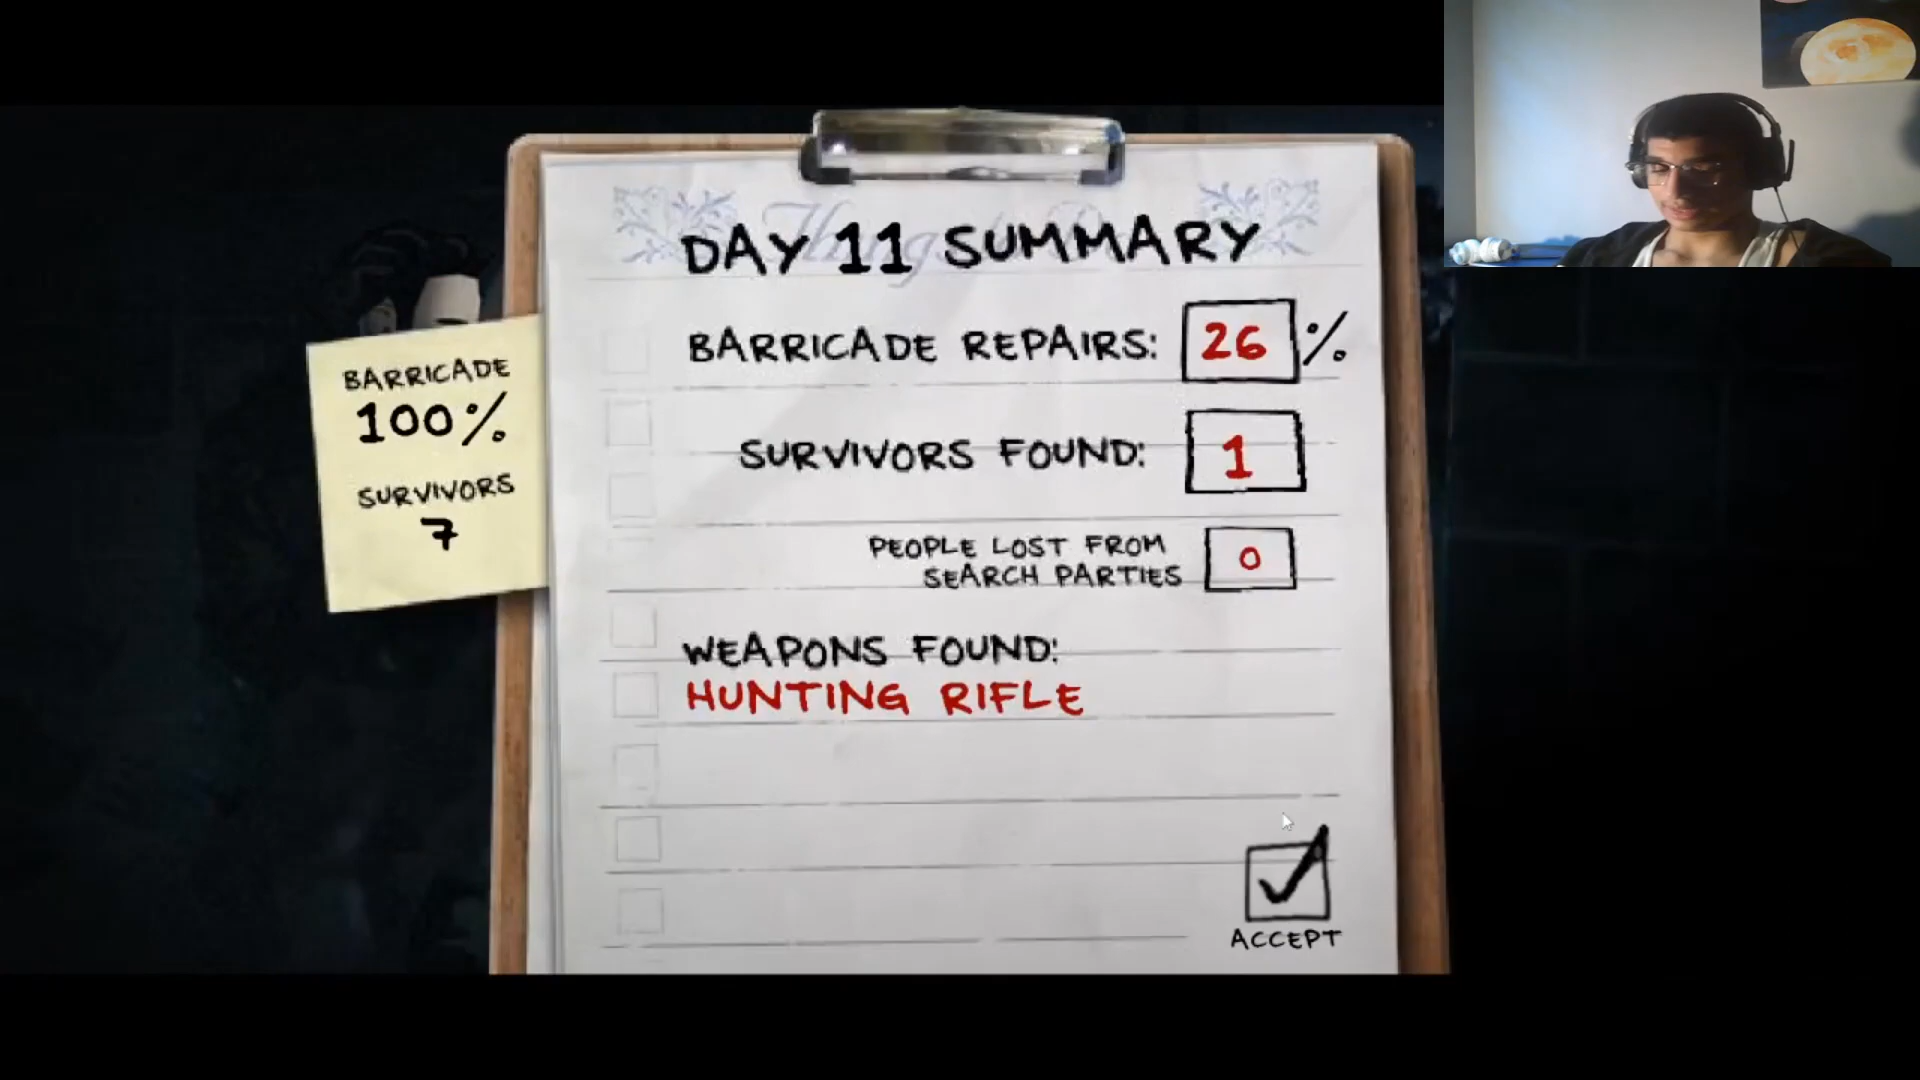 DAY 11 SUMMARY
BARRICADE REPAIRS: 26 %
SURVIVORS FOUND: 1
PEOPLE LOST FROM
SEARCH PARTIES 0
WEAPONS FOUND:
HUNTING RIFLE
ACCEPT
BARRICADE
100%
SURVIVORS
7